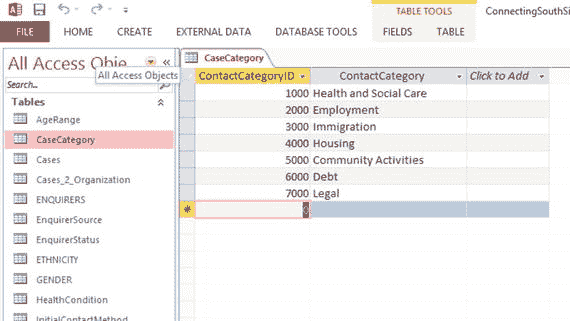 TABLE TOOLS
ConnectingSouthSi
FILE HOME CREATE EXTERNAL DATA DATABASE TOOLS FIELDS TABLE
All Access Obje
All Access Objects
Search...
Tables
AgeRange
CaseCategory
Cases
Cases_2_Organization
ENQUIRERS
EnquirerSource
EnquirerStatus
ETHNICITY
GENDER
HealthCondition
InitialContactMethod
CaseCategory
ContactCategoryID ContactCategory Click to Add
1000 Health and Social Care
2000 Employment
3000 Immigration
4000 Housing
5000 Community Activities
6000 Debt
7000 Legal